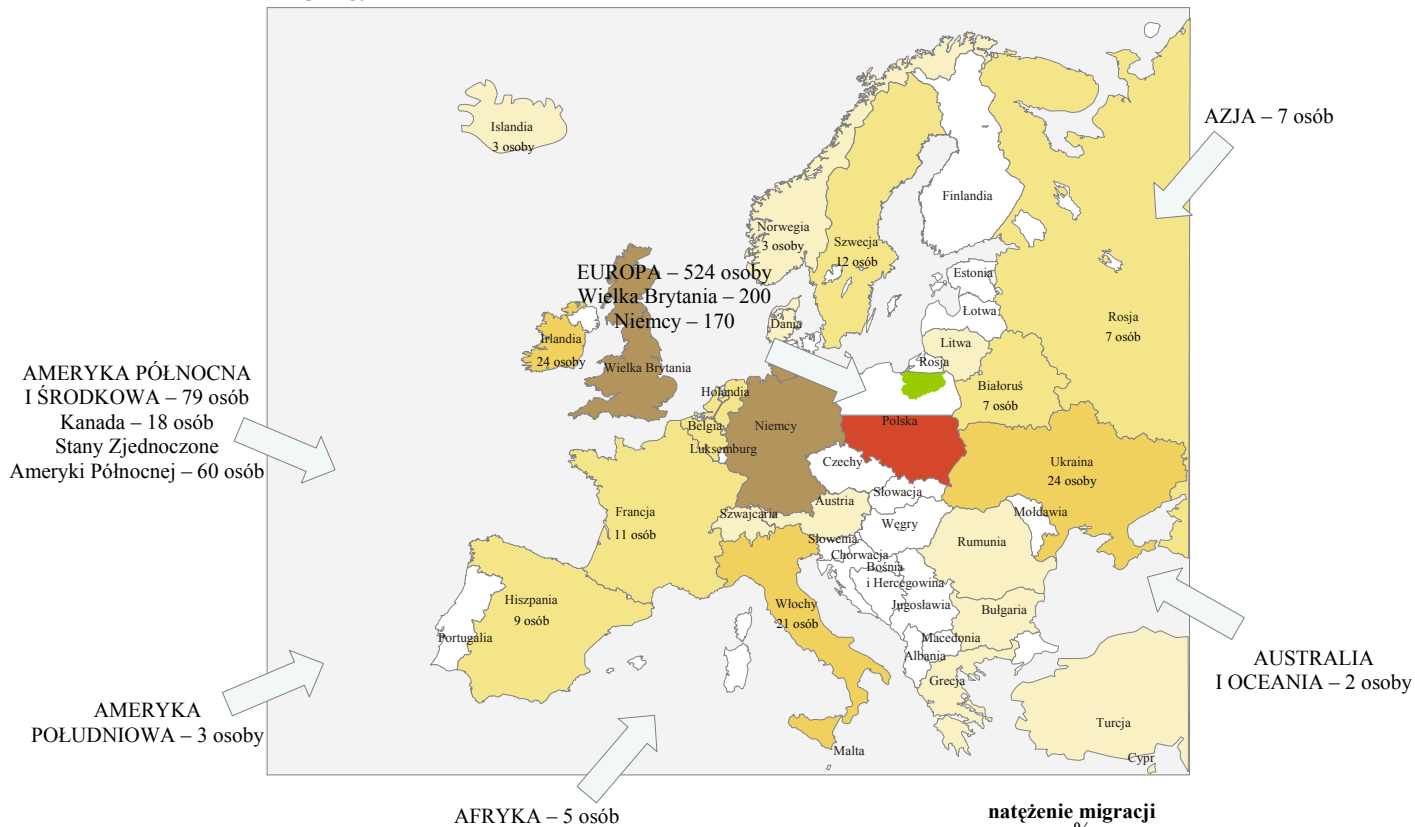 Islandia
3 osoby
AZJA – 7 osób
Finlandia
Norwegia
3 osoby
Szwecja
12 osób
EUROPA – 524 osoby
Wielka Brytania – 200
Niemcy – 170
Estonia
Łotwa
Dania
Rosja
7 osób
Irlandia
24 osoby
Litwa
Rosja
Wielka Brytania
AMERYKA PÓŁNOCNA
I ŚRODKOWA – 79 osób
Kanada – 18 osób
Stany Zjednoczone
Ameryki Północnej – 60 osób
Białoruś
7 osób
Holandia
Belgia
Niemcy
Polska
Luksemburg
Czechy
Ukraina
24 osoby
Słowacja
Austria
Francja
11 osób
Szwajcaria
Mołdawia
Węgry
Słowenia
Chorwacja
Rumunia
Bośnia
i Hercegowina
Hiszpania
9 osób
Włochy
21 osób
Jugosławia
Bułgaria
Portugalia
Macedonia
Albania
AUSTRALIA
I OCEANIA – 2 osoby
Grecja
AMERYKA
POŁUDNIOWA – 3 osoby
Turcja
Malta
Cypr
AFRYKA – 5 osób
natężenie migracji
%